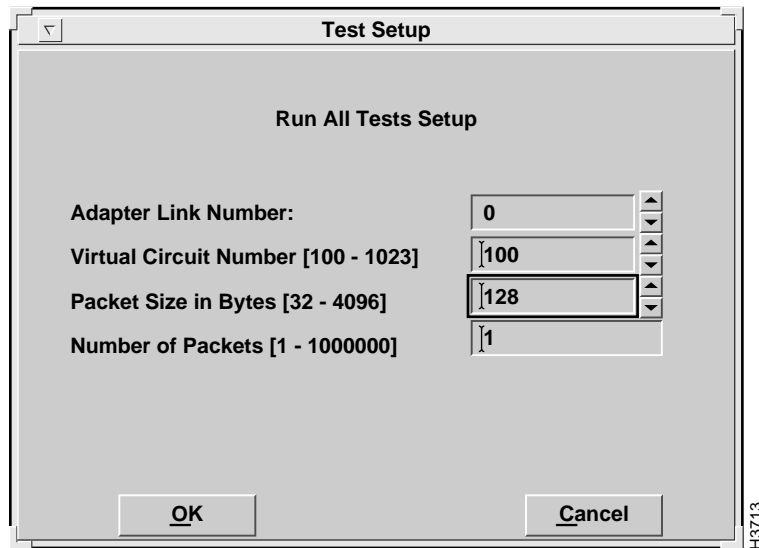 Test Setup
Run All Tests Setup
Adapter Link Number: 0
Virtual Circuit Number [100 - 1023] 100
Packet Size in Bytes [32 - 4096] 128
Number of Packets [1 - 1000000] 1
OK Cancel
H3713